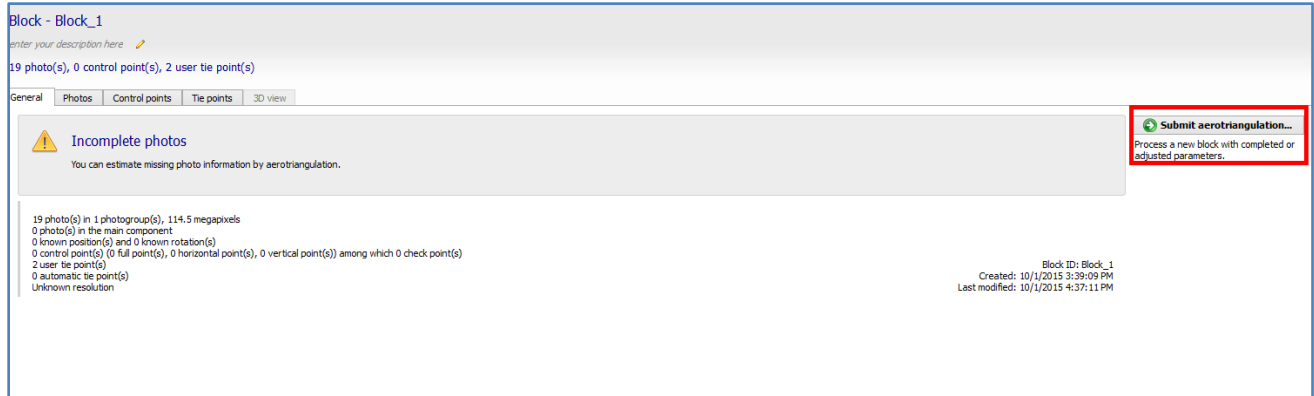 Block - Block_1
enter your description here
19 photo(s), 0 control point(s), 2 user tie point(s)
General Photos Control points Tie points 3D view
Incomplete photos
You can estimate missing photo information by aerotriangulation.
Submit aerotriangulation...
Process a new block with completed or
adjusted parameters.
19 photo(s) in 1 photogroup(s), 114.5 megapixels
0 photo(s) in the main component
0 known position(s) and 0 known rotation(s)
0 control point(s) (0 full point(s), 0 horizontal point(s), 0 vertical point(s)) among which 0 check point(s)
2 user tie point(s)
0 automatic tie point(s)
Unknown resolution
Block ID: Block_1
Created: 10/1/2015 3:39:09 PM
Last modified: 10/1/2015 4:37:11 PM